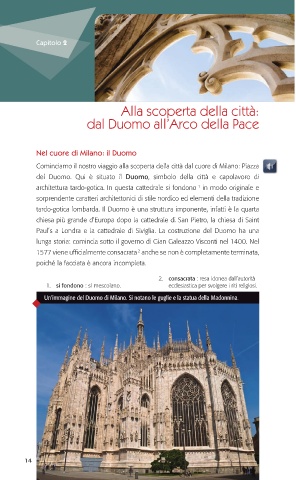 Capitolo 2
Alla scoperta della città:
dal Duomo all'Arco della Pace
Nel cuore di Milano: il Duomo
Cominciamo il nostro viaggio alla scoperta della città dal cuore di Milano: Piazza
del Duomo. Qui è situato il Duomo, simbolo della città e capolavoro di
architettura tardo-gotica. In questa cattedrale si fondono 1 in modo originale e
sorprendente caratteri architettonici di stile nordico ed elementi della tradizione
tardo-gotica lombarda. Il Duomo è una struttura imponente, infatti è la quarta
chiesa più grande d'Europa dopo la cattedrale di San Pietro, la chiesa di Saint
Paul's a Londra e la cattedrale di Siviglia. La costruzione del Duomo ha una
lunga storia: comincia sotto il governo di Gian Galeazzo Visconti nel 1400. Nel
1577 viene ufficialmente consacrata 2 anche se non è completamente terminata,
poiché la facciata è ancora incompleta.
1. si fondono : si mescolano.
2. consacrata : resa idonea dall'autorità
ecclesiastica per svolgere i riti religiosi.
Un'immagine del Duomo di Milano. Si notano le guglie e la statua della Madonnina.
14